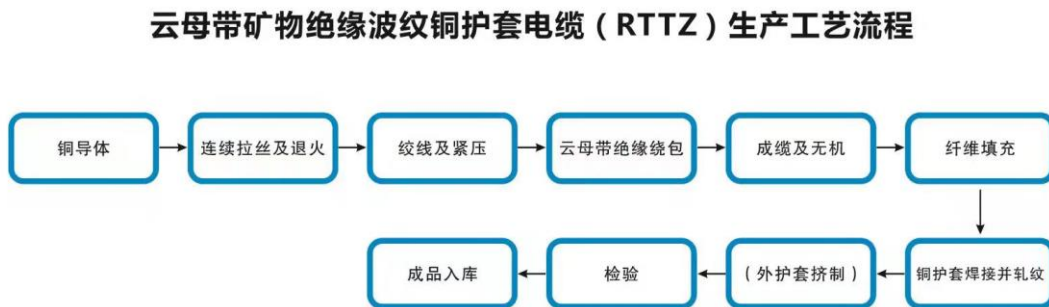 云母带矿物绝缘波纹铜护套电缆（RTTZ）生产工艺流程
铜导体
连续拉丝及退火
绞线及紧压
云母带绝缘绕包
成缆及无机
纤维填充
铜护套焊接并轧纹
（外护套挤制）
检验
成品入库